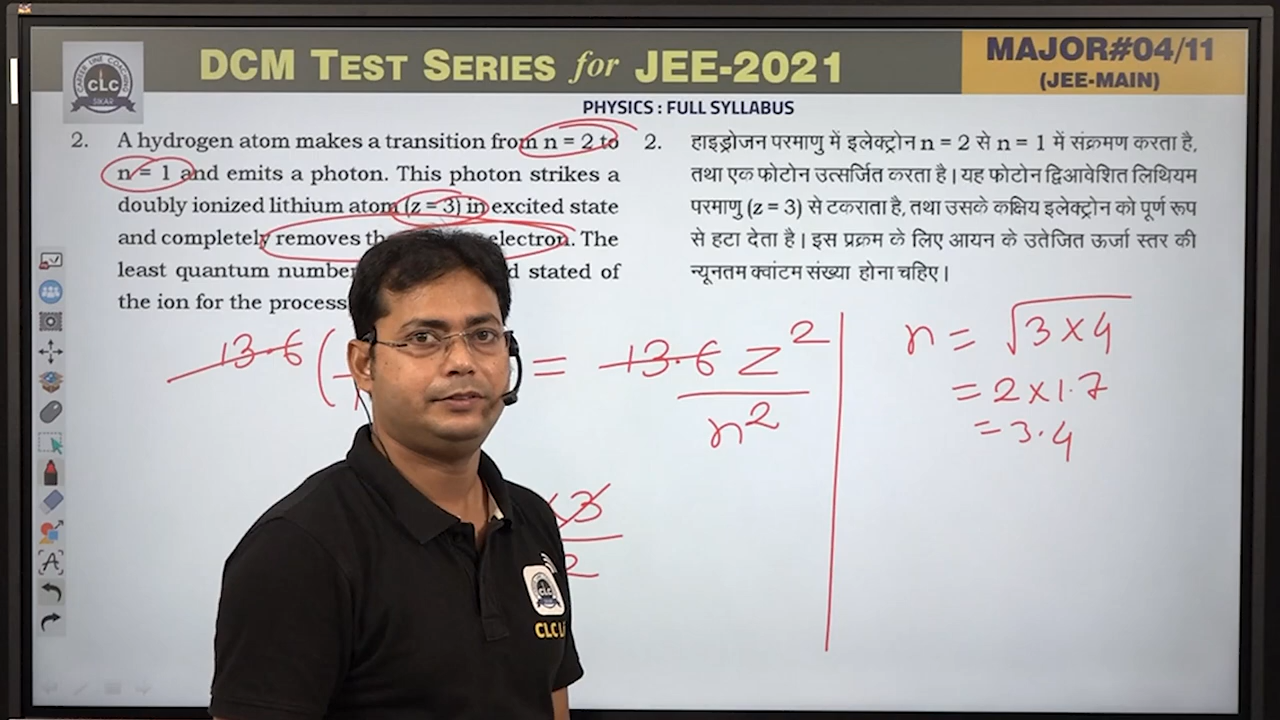 DCM TEST SERIES for JEE-2021
MAJOR#04/11
(JEE-MAIN)
CLC
SIKAR
PHYSICS : FULL SYLLABUS
2. A hydrogen atom makes a transition from n = 2 to
n = 1 and emits a photon. This photon strikes a
doubly ionized lithium atom (z = 3) in excited state
and completely removes electron. The
least quantum number stated of
the ion for the process
2. हाइड्रोजन परमाणु में इलेक्ट्रोन n = 2 से n = 1 में संक्रमण करता है,
तथा एक फोटोन उत्सर्जित करता है। यह फोटोन द्विआवेशित लिथियम
परमाणु (z = 3) से टकराता है, तथा उसके कक्षिय इलेक्ट्रोन को पूर्ण रूप
से हटा देता है। इस प्रक्रम के लिए आयन के उतेजित ऊर्जा स्तर की
न्यूनतम क्वांटम संख्या होना चहिए।
13.6 ( = 13.6 z²
n²
3
2
n = √3×4
= 2×1.7
= 3.4
CLC
CLC